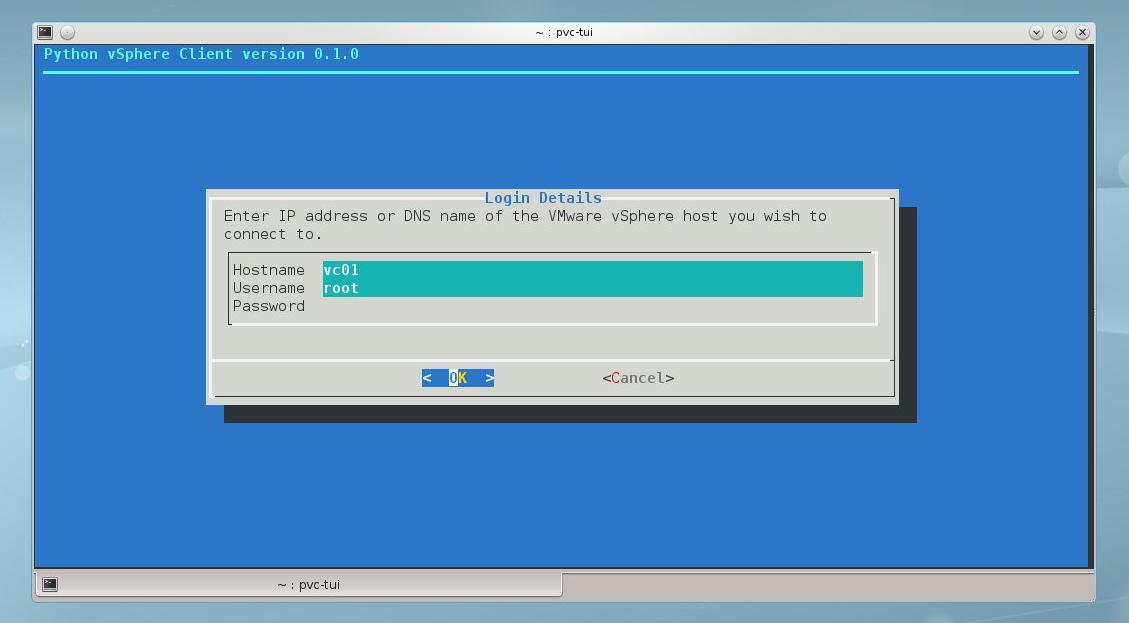 ~ : pvc-tui
Python vSphere Client version 0.1.0
Login Details
Enter IP address or DNS name of the VMware vSphere host you wish to
connect to.
Hostname vc01
Username root
Password
< OK > <Cancel>
~ : pvc-tui